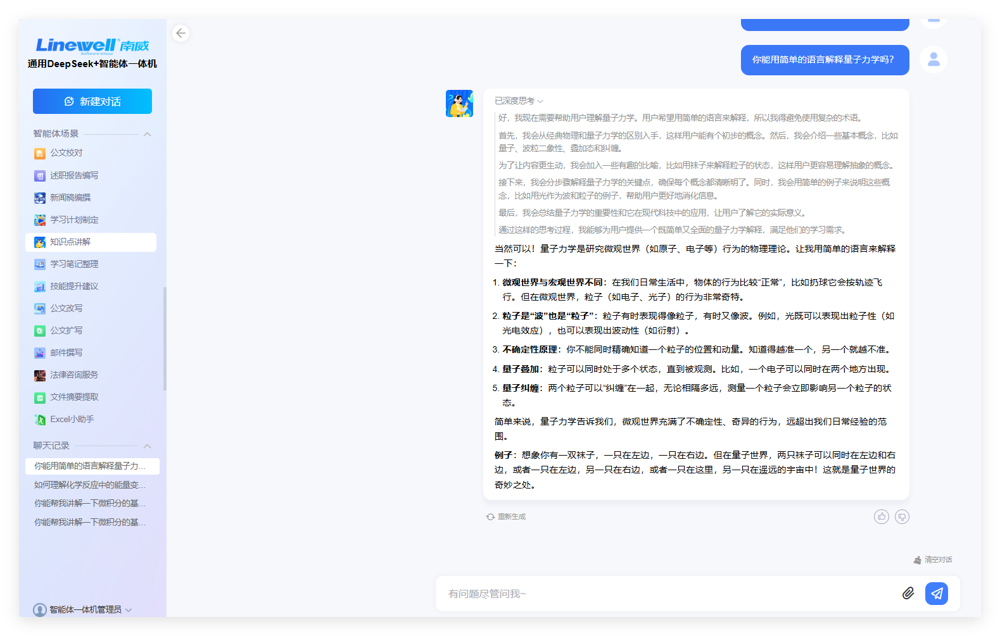 Linewell 南威
Software Group
通用DeepSeek+智能体一体机
新建对话
智能体场景
公文校对
述职报告编写
新闻稿编撰
学习计划制定
知识点讲解
学习笔记整理
技能提升建议
公文改写
公文扩写
邮件撰写
法律咨询服务
文件摘要提取
Excel小助手
聊天记录
你能用简单的语言解释量子力...
如何理解化学反应中的能量变...
你能帮我讲解一下微积分的基...
你能帮我讲解一下微积分的基...
智能体一体机管理员
你能用简单的语言解释量子力学吗？
已深度思考
好，我现在需要帮助用户理解量子力学。用户希望用简单的语言来解释，所以我得避免使用复杂的术语。
首先，我会从经典物理和量子力学的区别入手，这样用户能有个初步的概念。然后，我会介绍一些基本概念，比如
量子、波粒二象性、叠加态和纠缠。
为了让内容更生动，我会加入一些有趣的比喻，比如用袜子来解释粒子的状态，这样用户更容易理解抽象的概念。
接下来，我会分步骤解释量子力学的关键点，确保每个概念都清晰明了。同时，我会用简单的例子来说明这些概
念，比如用光作为波和粒子的例子，帮助用户更好地消化信息。
最后，我会总结量子力学的重要性和它在现代科技中的应用，让用户了解它的实际意义。
通过这样的思考过程，我能够为用户提供一个既简单又全面的量子力学解释，满足他们的学习需求。
当然可以！量子力学是研究微观世界（如原子、电子等）行为的物理理论。让我用简单的语言来解释
一下：
1. 微观世界与宏观世界不同：在我们日常生活中，物体的行为比较“正常”，比如扔球它会按轨迹飞
行。但在微观世界，粒子（如电子、光子）的行为非常奇特。
2. 粒子是“波”也是“粒子”：粒子有时表现得像粒子，有时又像波。例如，光既可以表现出粒子性（如
光电效应），也可以表现出波动性（如衍射）。
3. 不确定性原理：你不能同时精确知道一个粒子的位置和动量。知道得越准一个，另一个就越不准。
4. 量子叠加：粒子可以同时处于多个状态，直到被观测。比如，一个电子可以同时在两个地方出现。
5. 量子纠缠：两个粒子可以“纠缠”在一起，无论相隔多远，测量一个粒子会立即影响另一个粒子的状
态。
简单来说，量子力学告诉我们，微观世界充满了不确定性、奇异的行为，远超出我们日常经验的范
围。
例子：想象你有一双袜子，一只在左边，一只在右边。但在量子世界，两只袜子可以同时在左边和右
边，或者一只在左边，另一只在右边，或者一只在这里，另一只在遥远的宇宙中！这就是量子世界的
奇妙之处。
重新生成
清空对话
有问题尽管问我~